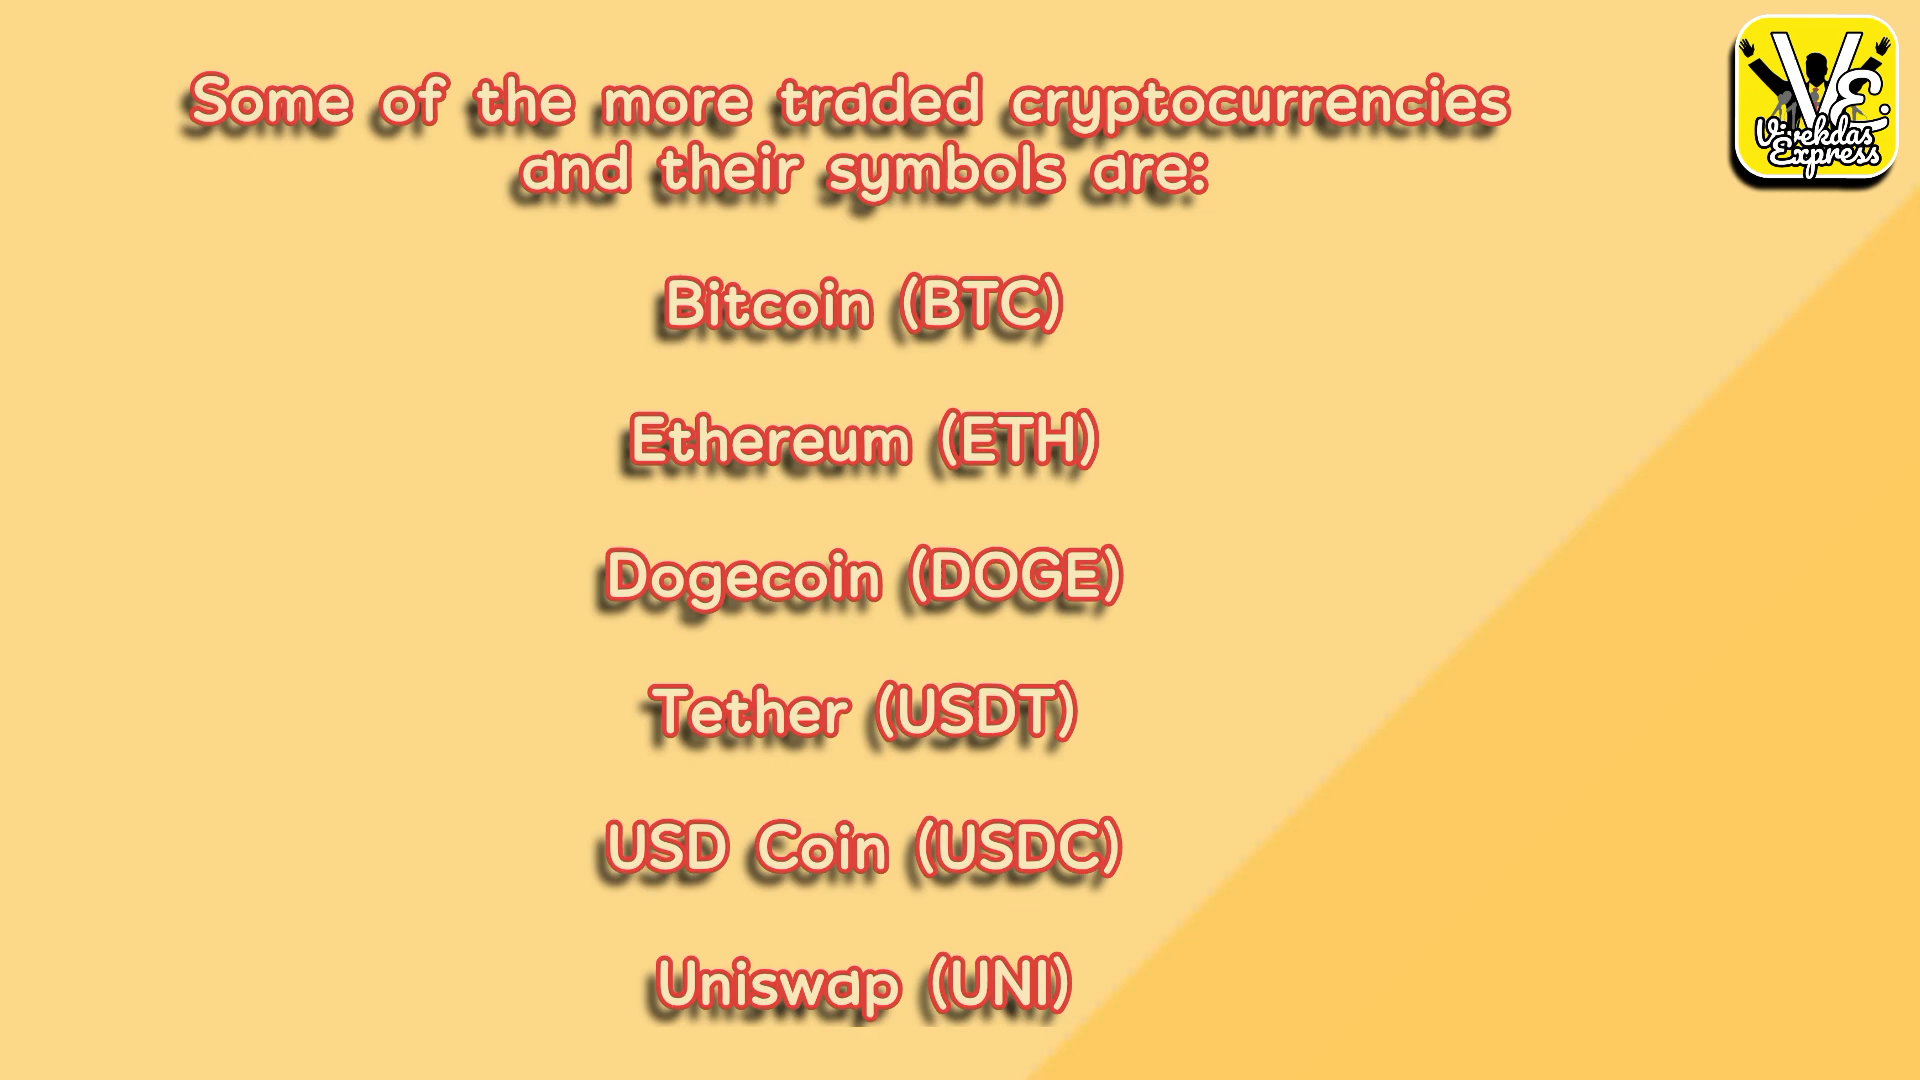 Some of the more traded cryptocurrencies
and their symbols are:
Bitcoin (BTC)
Ethereum (ETH)
Dogecoin (DOGE)
Tether (USDT)
USD Coin (USDC)
Uniswap (UNI)
VE.
Vivekdas
Express